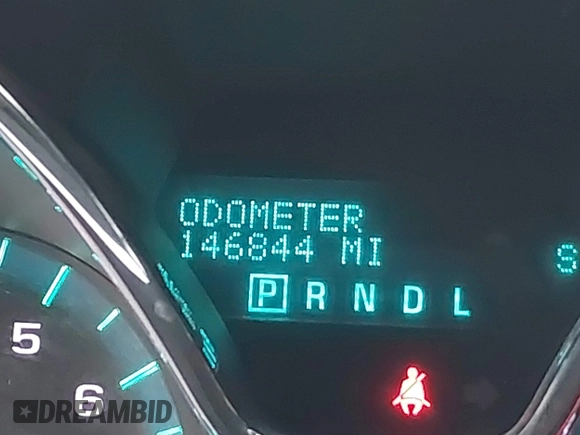 ODOMETER
146844 MI
S
P R N D L
5
6
DREAMBID